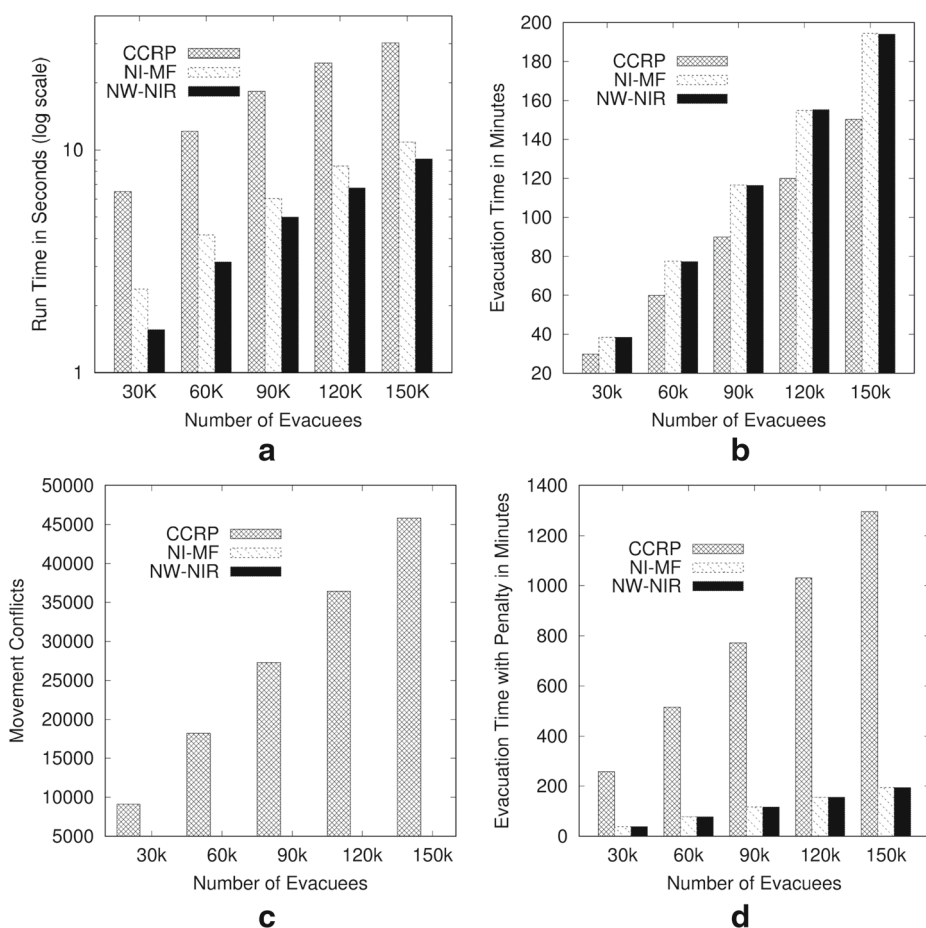 Run Time in Seconds (log scale)
10
1
CCRP
NI-MF
NW-NIR
30K 60K 90K 120K 150K
Number of Evacuees
a
Evacuation Time in Minutes
200
180
160
140
120
100
80
60
40
20
CCRP
NI-MF
NW-NIR
30k 60k 90k 120k 150k
Number of Evacuees
b
Movement Conflicts
50000
45000
40000
35000
30000
25000
20000
15000
10000
5000
CCRP
NI-MF
NW-NIR
30k 60k 90k 120k 150k
Number of Evacuees
c
Evacuation Time with Penalty in Minutes
1400
1200
1000
800
600
400
200
0
CCRP
NI-MF
NW-NIR
30k 60k 90k 120k 150k
Number of Evacuees
d